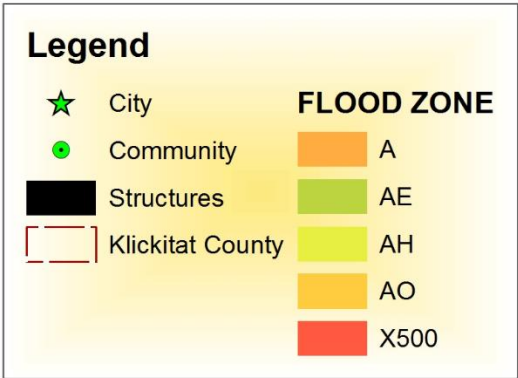 Legend
City
Community
Structures
Klickitat County
FLOOD ZONE
A
AE
AH
AO
X500